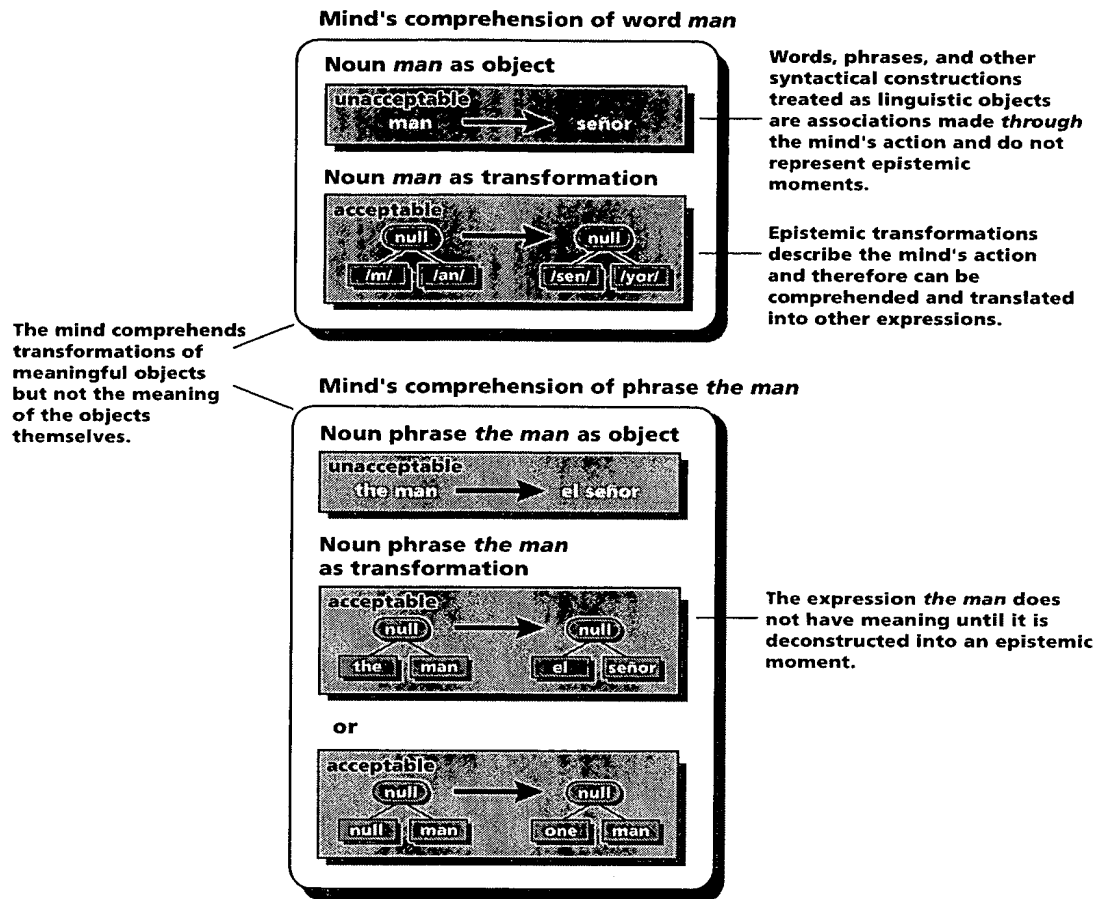 Mind's comprehension of word man
Noun man as object
unacceptable
man
señor
Words, phrases, and other
syntactical constructions
treated as linguistic objects
are associations made through
the mind's action and do not
represent epistemic
moments.
Noun man as transformation
acceptable
null
null
/m/
/an/
/sen/
/yor/
Epistemic transformations
describe the mind's action
and therefore can be
comprehended and translated
into other expressions.
The mind comprehends
transformations of
meaningful objects
but not the meaning
of the objects
themselves.
Mind's comprehension of phrase the man
Noun phrase the man as object
unacceptable
the man
el señor
Noun phrase the man
as transformation
acceptable
null
null
the
man
el
señor
The expression the man does
not have meaning until it is
deconstructed into an epistemic
moment.
or
acceptable
null
null
null
man
one
man